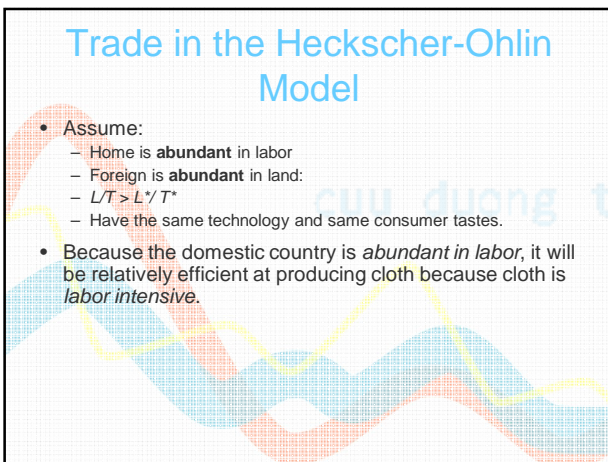 Trade in the Heckscher-Ohlin
Model
• Assume:
– Home is abundant in labor
– Foreign is abundant in land:
– L/T > L*/ T*
– Have the same technology and same consumer tastes.
• Because the domestic country is abundant in labor, it will
be relatively efficient at producing cloth because cloth is
labor intensive.
cuu duong t